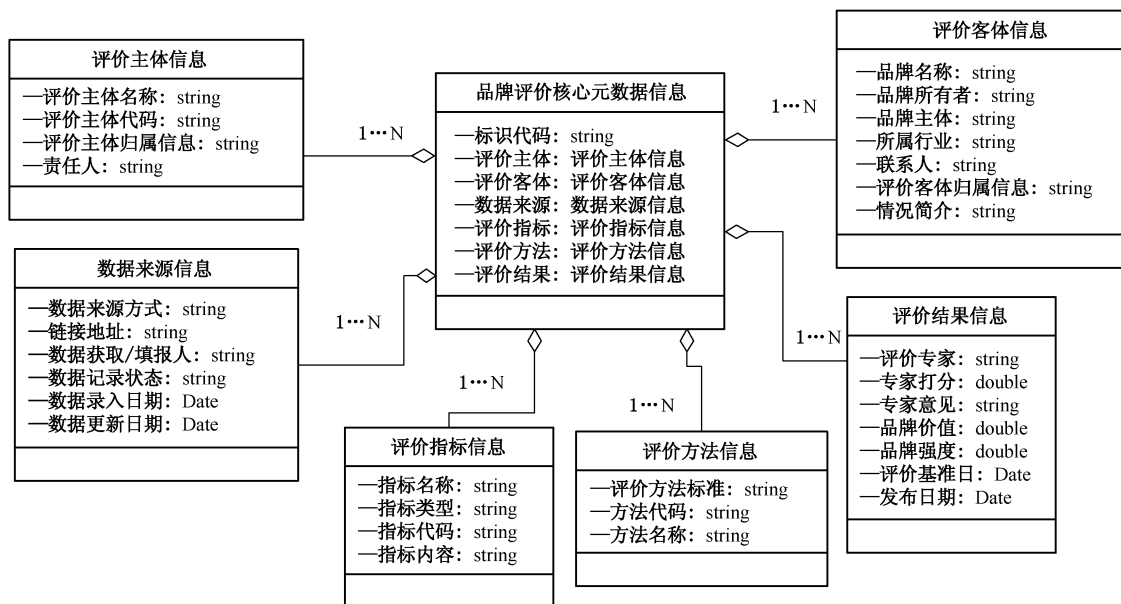 评价主体信息
—评价主体名称：string
—评价主体代码：string
—评价主体归属信息：string
—责任人：string
1…N
品牌评价核心元数据信息
—标识代码：string
—评价主体：评价主体信息
—评价客体：评价客体信息
—数据来源：数据来源信息
—评价指标：评价指标信息
—评价方法：评价方法信息
—评价结果：评价结果信息
1…N
评价客体信息
—品牌名称：string
—品牌所有者：string
—品牌主体：string
—所属行业：string
—联系人：string
—评价客体归属信息：string
—情况简介：string
数据来源信息
—数据来源方式：string
—链接地址：string
—数据获取/填报人：string
—数据记录状态：string
—数据录入日期：Date
—数据更新日期：Date
1…N
1…N
评价指标信息
—指标名称：string
—指标类型：string
—指标代码：string
—指标内容：string
1…N
评价方法信息
—评价方法标准：string
—方法代码：string
—方法名称：string
1…N
评价结果信息
—评价专家：string
—专家打分：double
—专家意见：string
—品牌价值：double
—品牌强度：double
—评价基准日：Date
—发布日期：Date